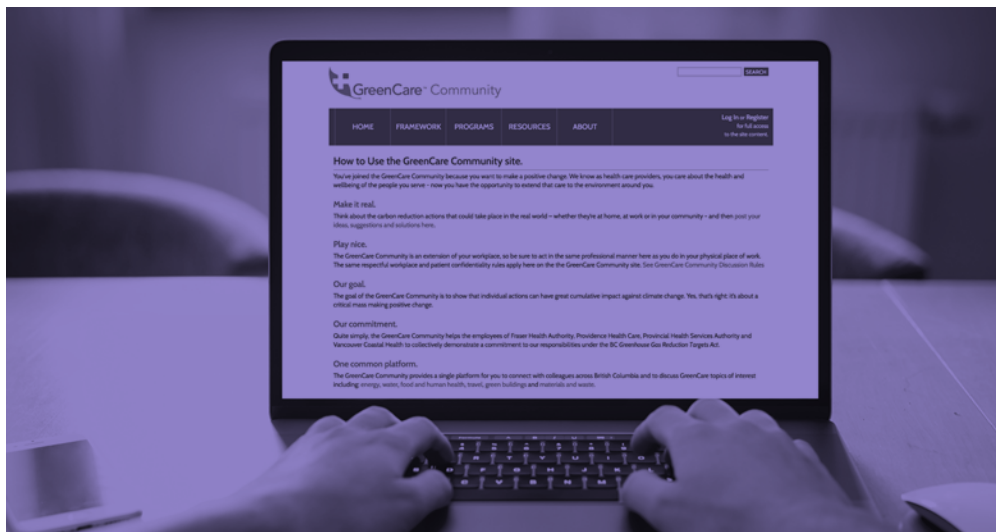 SEARCH
GreenCare™ Community
HOME FRAMEWORK PROGRAMS RESOURCES ABOUT
Log In or Register
for full access
to the site content.
How to Use the GreenCare Community site.
You've joined the GreenCare Community because you want to make a positive change. We know as health care providers, you care about the health and
wellbeing of the people you serve – now you have the opportunity to extend that care to the environment around you.
Make it real.
Think about the carbon reduction actions that could take place in the real world – whether they're at home, at work or in your community – and then post your
ideas, suggestions and solutions here.
Play nice.
The GreenCare Community is an extension of your workplace, so be sure to act in the same professional manner here as you do in your physical place of work.
The same respectful workplace and patient confidentiality rules apply here on the the GreenCare Community site. See GreenCare Community Discussion Rules
Our goal.
The goal of the GreenCare Community is to show that individual actions can have great cumulative impact against climate change. Yes, that's right: it's about a
critical mass making positive change.
Our commitment.
Quite simply, the GreenCare Community helps the employees of Fraser Health Authority, Providence Health Care, Provincial Health Services Authority and
Vancouver Coastal Health to collectively demonstrate a commitment to our responsibilities under the BC Greenhouse Gas Reduction Targets Act.
One common platform.
The GreenCare Community provides a single platform for you to connect with colleagues across British Columbia and to discuss GreenCare topics of interest
including: energy, water, food and human health, travel, green buildings and materials and waste.
R T Y U I O
D F G H J K L
C V B N M